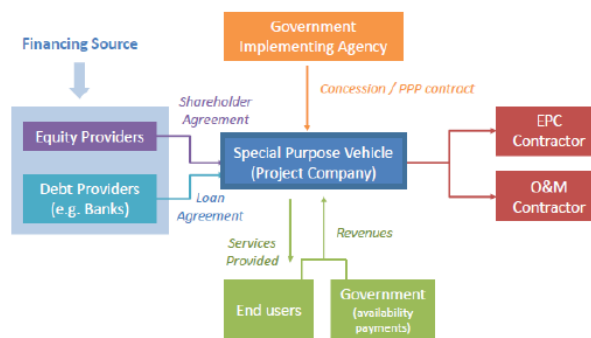 Government
Implementing Agency
Financing Source
Concession / PPP contract
Shareholder
Agreement
Equity Providers
Special Purpose Vehicle
(Project Company)
EPC
Contractor
Debt Providers
(e.g. Banks)
Loan
Agreement
O&M
Contractor
Services
Provided
Revenues
End users
Government
(availability
payments)